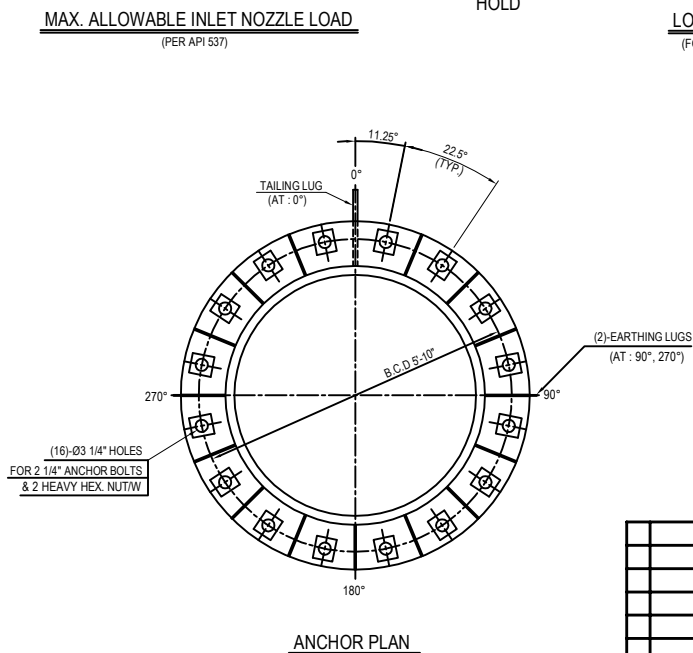 HOLD
MAX. ALLOWABLE INLET NOZZLE LOAD
(PER API 537)
11.25°
22.5°
(TYP.)
0°
TAILING LUG
(AT : 0°)
B.C.D 5'-10"
(2)-EARTHING LUGS
(AT : 90°, 270°)
270°
90°
(16)-Ø3 1/4" HOLES
FOR 2 1/4" ANCHOR BOLTS
& 2 HEAVY HEX. NUT/W
180°
ANCHOR PLAN